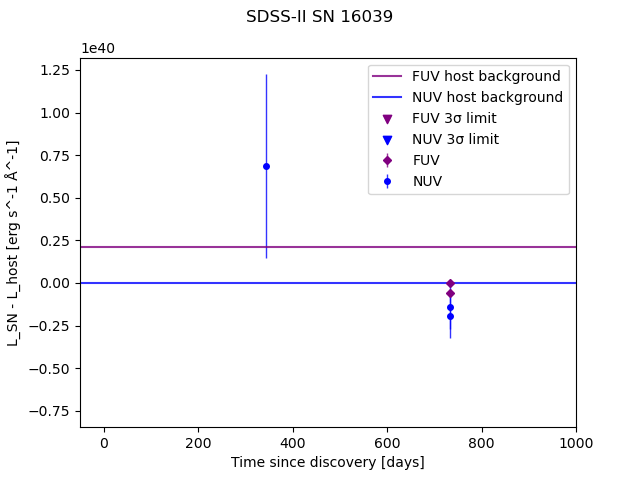 SDSS-II SN 16039
1e40
1.25
1.00
0.75
0.50
0.25
0.00
−0.25
−0.50
−0.75
L_SN - L_host [erg s^-1 Å^-1]
FUV host background
NUV host background
FUV 3σ limit
NUV 3σ limit
FUV
NUV
0 200 400 600 800 1000
Time since discovery [days]